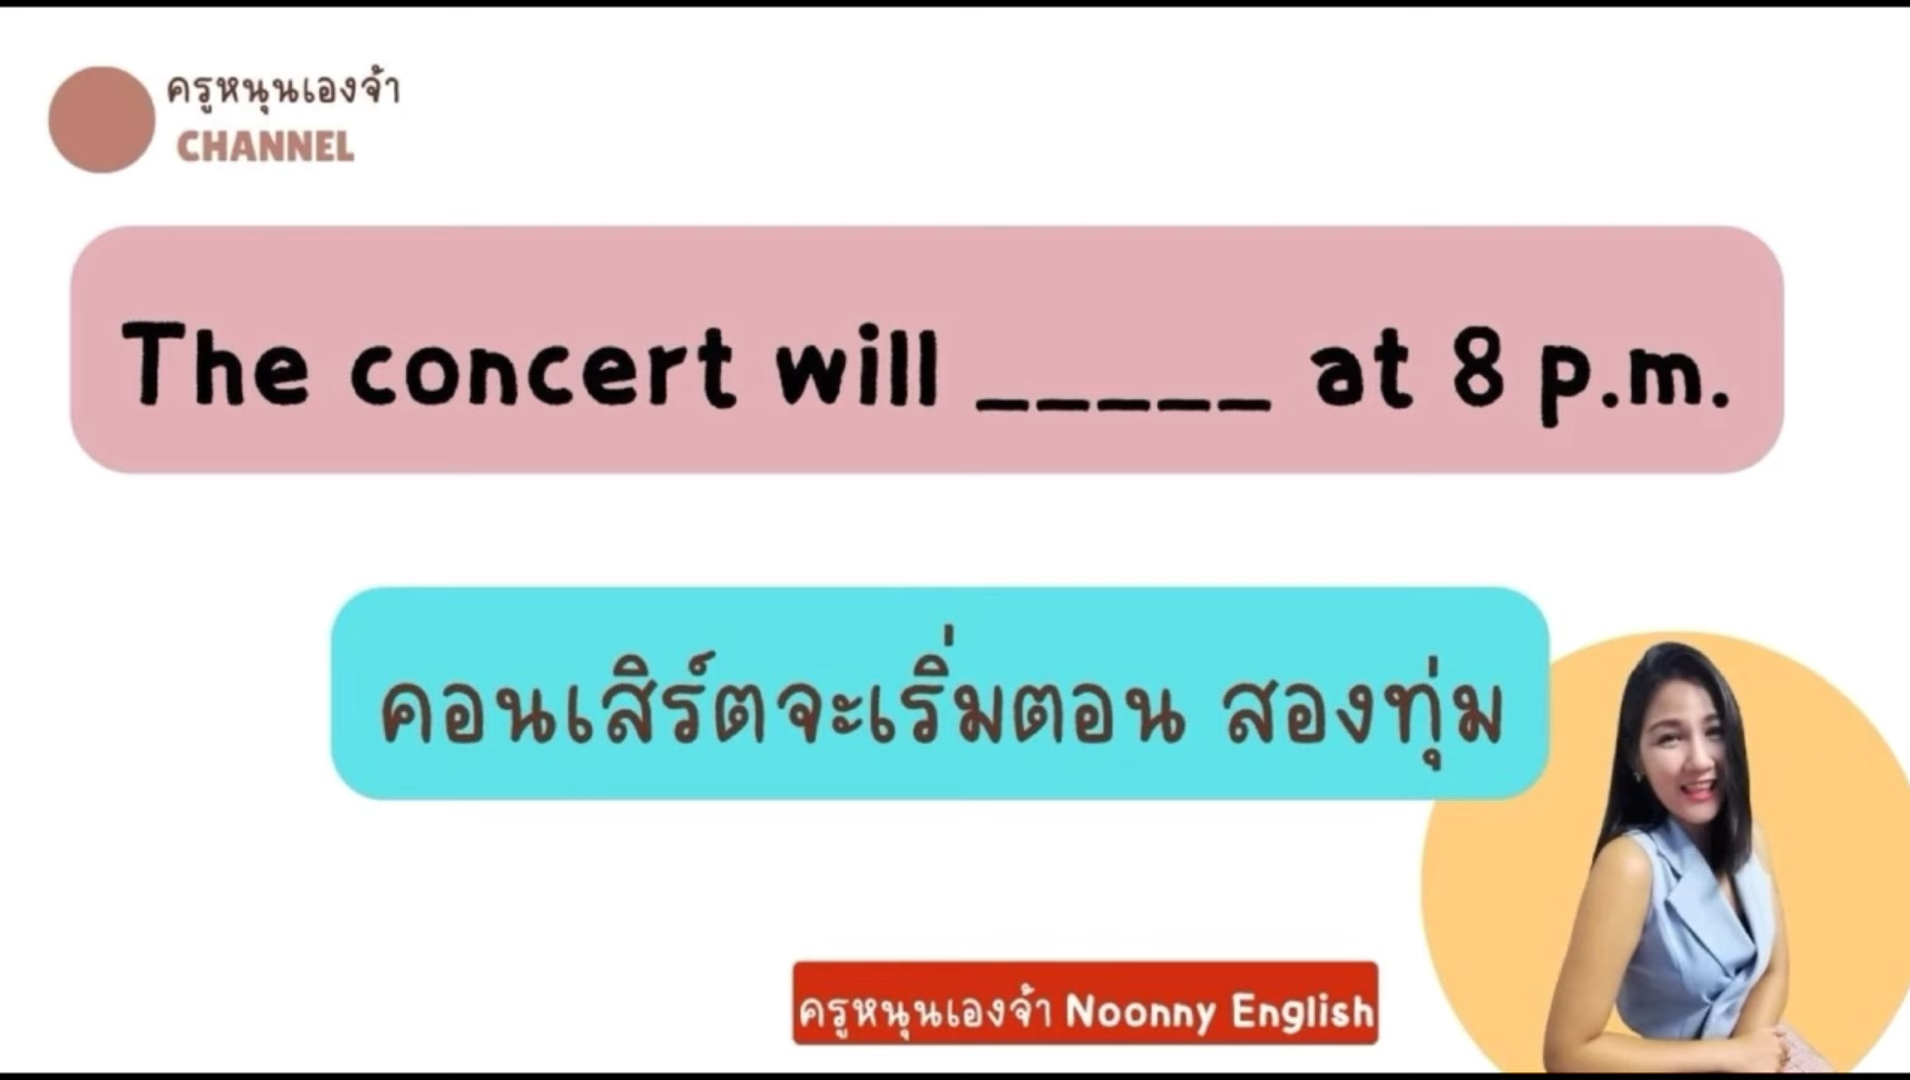 ครูหนุนเองจ้า
CHANNEL
The concert will _____ at 8 p.m.
คอนเสิร์ตจะเริ่มตอน สองทุ่ม
ครูหนุนเองจ้า Noonny English